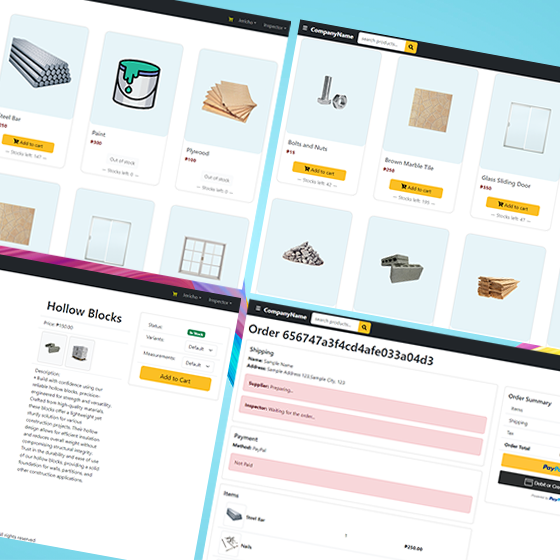 Jericho
Inspector
Steel Bar
₱250
Add to cart
— Stocks left: 147 —
Paint
₱500
Out of stock
— Stocks left: 0 —
Plywood
₱100
Out of stock
— Stocks left: 0 —
CompanyName
search products...
Bolts and Nuts
₱15
Add to cart
— Stocks left: 42 —
Brown Marble Tile
₱250
Add to cart
— Stocks left: 195 —
Glass Sliding Door
₱350
Add to cart
— Stocks left: 47 —
Jericho
Inspector
Hollow Blocks
Price: ₱150.00
Description:
• Build with confidence using our
reliable hollow blocks, precision-
engineered for strength and versatility.
Crafted from high-quality materials,
these blocks offer a lightweight yet
sturdy solution for various
construction projects. Their hollow
design allows for efficient insulation
and reduces overall weight without
compromising structural integrity.
Trust in the durability and ease of use
of our hollow blocks, providing a solid
foundation for walls, partitions, and
other construction applications.
Status:
In Stock
Variants:
Default
Measurements:
Default
Add to Cart
rights reserved
CompanyName
search products...
Order 656747a3f4cd4afe033a04d3
Shipping
Name: Sample Name
Address: Sample Address 123,Sample City, 123
Supplier: Preparing...
Inspector: Waiting for the order...
Payment
Method: PayPal
Not Paid
Items
Steel Bar
1
₱250.00
Nails
Order Summary
Items
Shipping
Tax
Order Total
PayP
Debit or Cre
Powered by